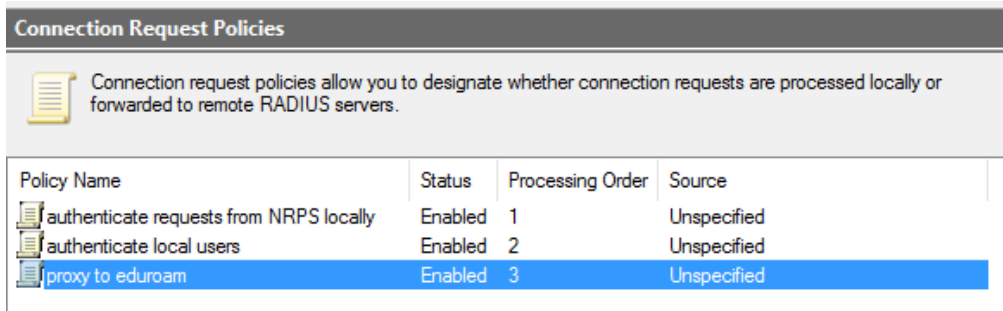 Connection Request Policies
Connection request policies allow you to designate whether connection requests are processed locally or
forwarded to remote RADIUS servers.
Policy Name Status Processing Order Source
authenticate requests from NRPS locally Enabled 1 Unspecified
authenticate local users Enabled 2 Unspecified
proxy to eduroam Enabled 3 Unspecified